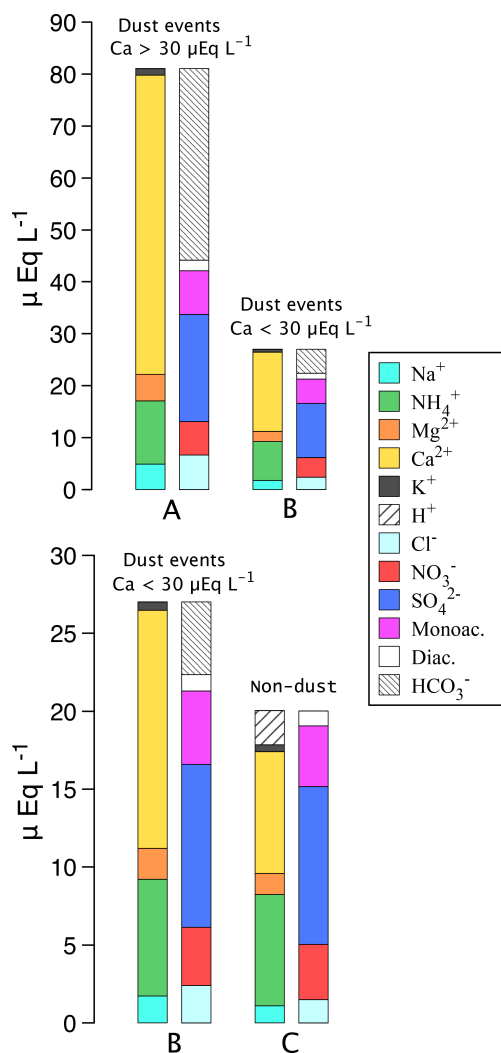 90
80
70
60
50
40
30
20
10
0
µ Eq L⁻¹
Dust events
Ca > 30 µEq L⁻¹
Dust events
Ca < 30 µEq L⁻¹
A
B
Na⁺
NH₄⁺
Mg²⁺
Ca²⁺
K⁺
H⁺
Cl⁻
NO₃⁻
SO₄²⁻
Monoac.
Diac.
HCO₃⁻
30
25
20
15
10
5
0
µ Eq L⁻¹
Dust events
Ca < 30 µEq L⁻¹
Non-dust
B
C